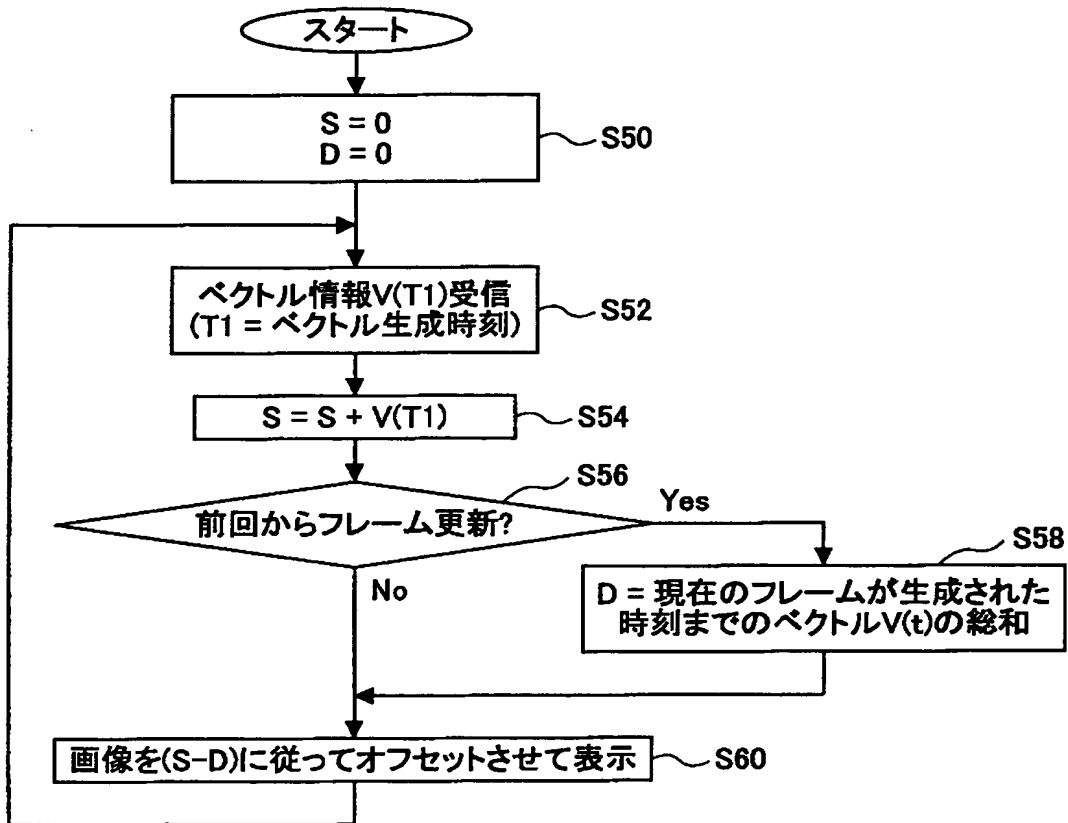 スタート
S = 0
D = 0
S50
ベクトル情報V(T1)受信
(T1 = ベクトル生成時刻)
S52
S = S + V(T1)
S54
S56
前回からフレーム更新?
Yes
No
S58
D = 現在のフレームが生成された
時刻までのベクトルV(t)の総和
画像を(S-D)に従ってオフセットさせて表示
S60